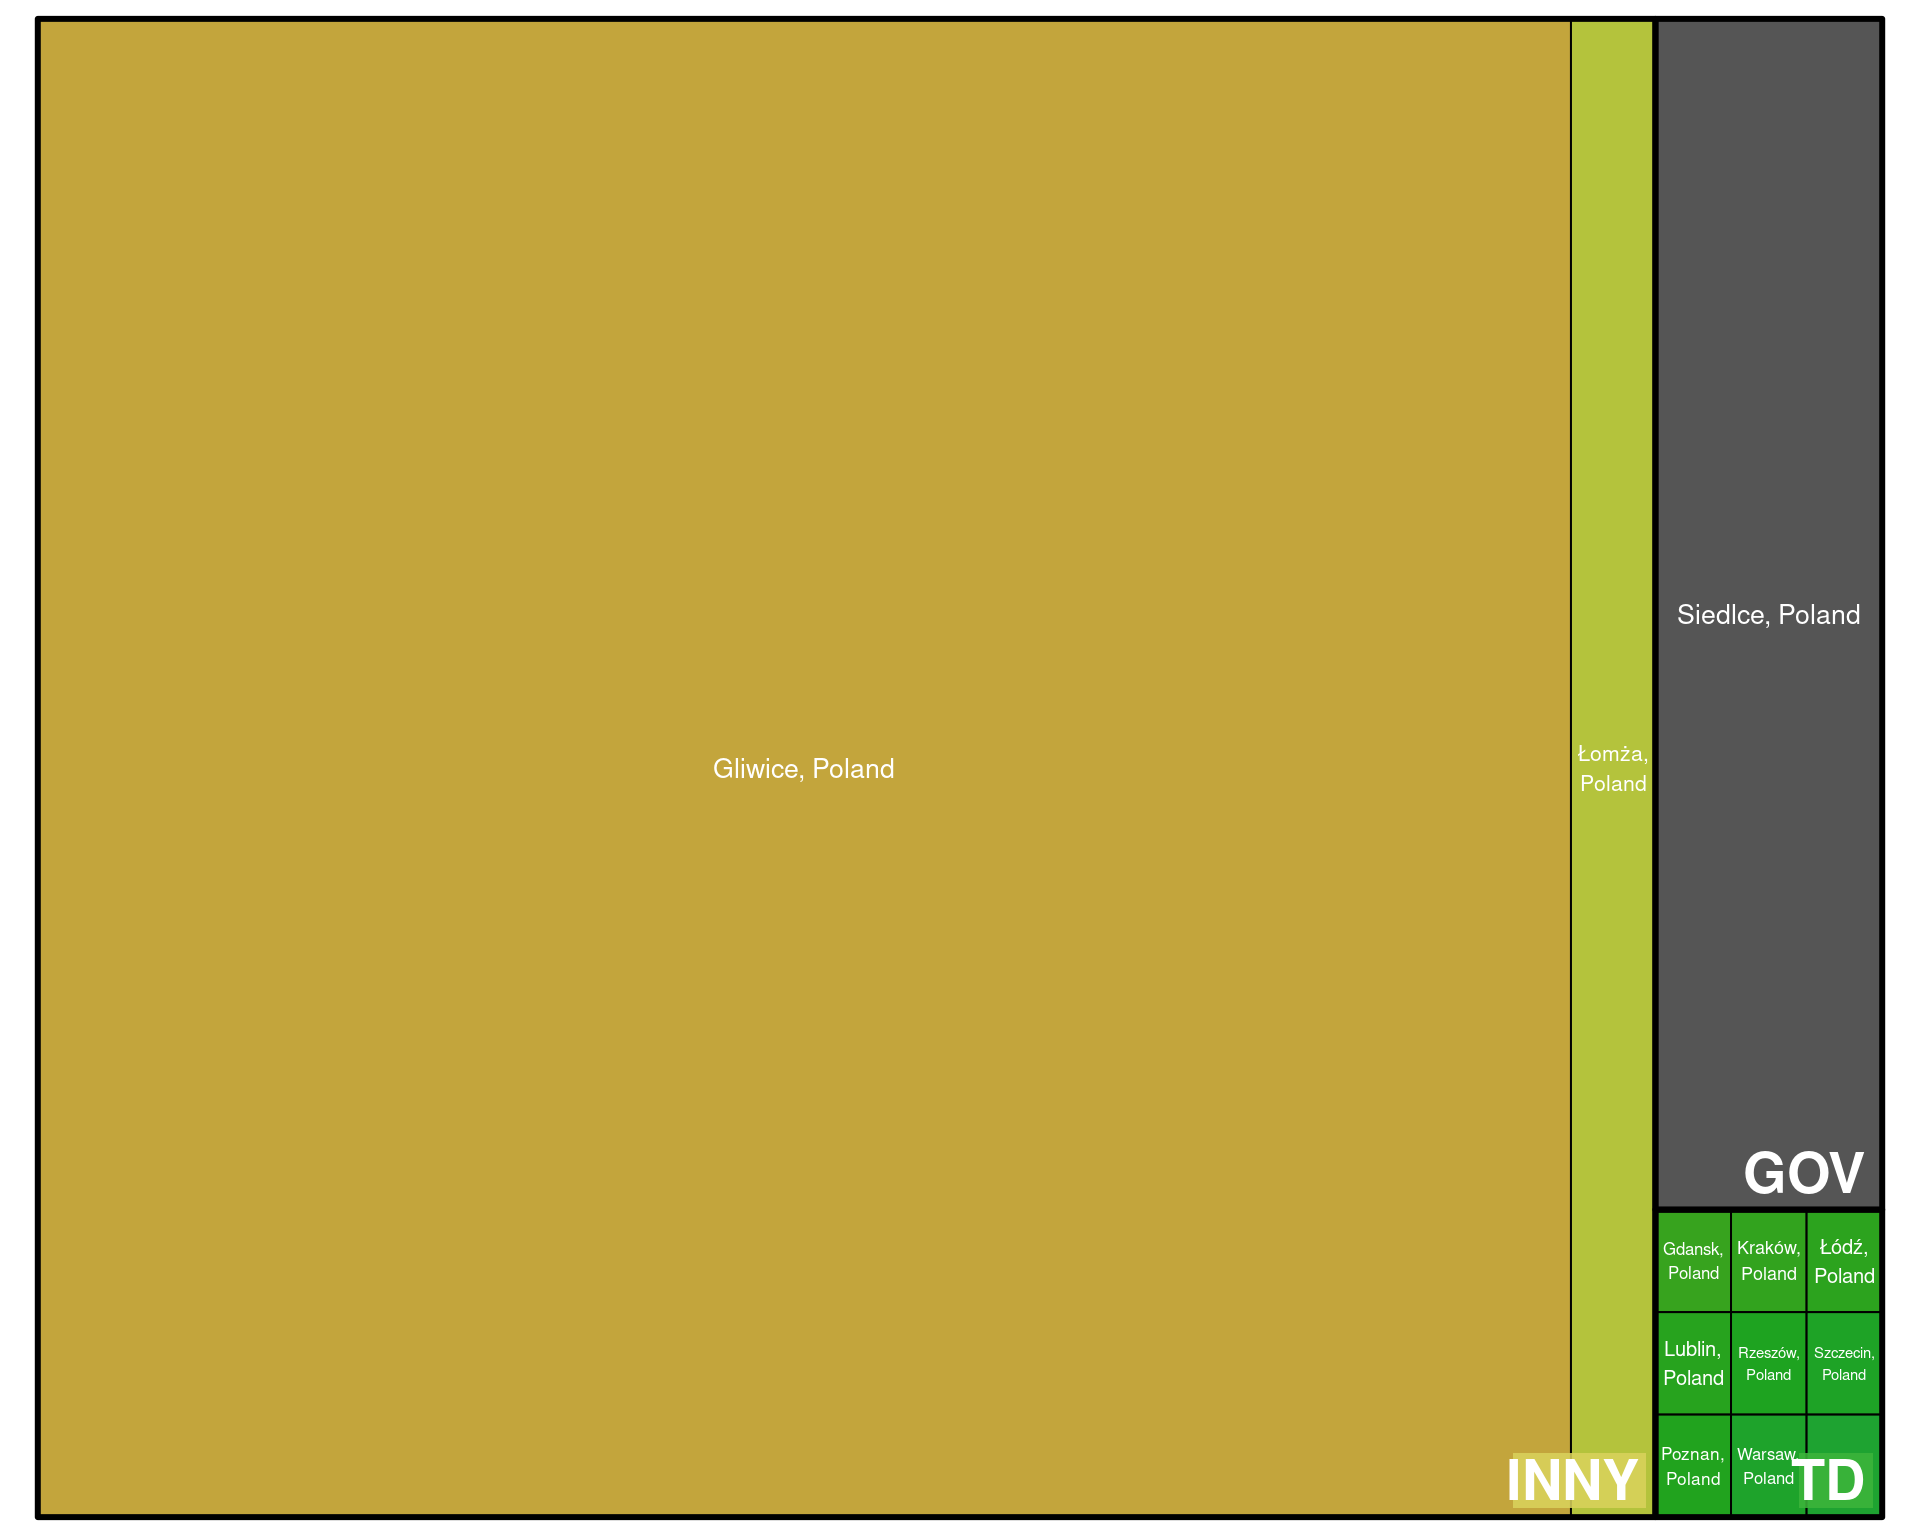 Gliwice, Poland
Łomża,
Poland
INNY
Siedlce, Poland
GOV
Gdansk,
Poland
Kraków,
Poland
Łódź,
Poland
Lublin,
Poland
Rzeszów,
Poland
Szczecin,
Poland
Poznan,
Poland
Warsaw,
Poland
TD